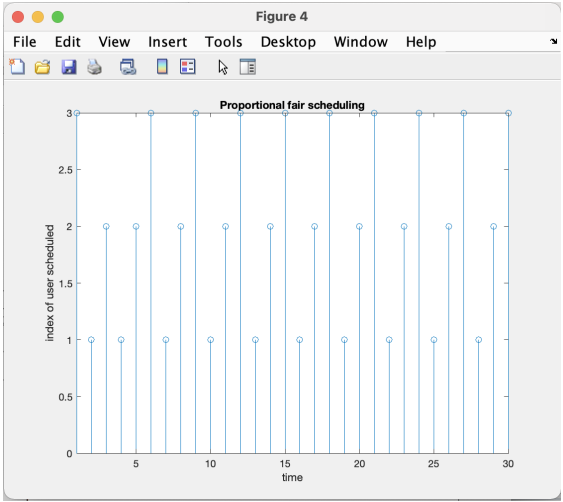 Figure 4
File Edit View Insert Tools Desktop Window Help
Proportional fair scheduling
3
2.5
2
1.5
1
0.5
0
index of user scheduled
5 10 15 20 25 30
time